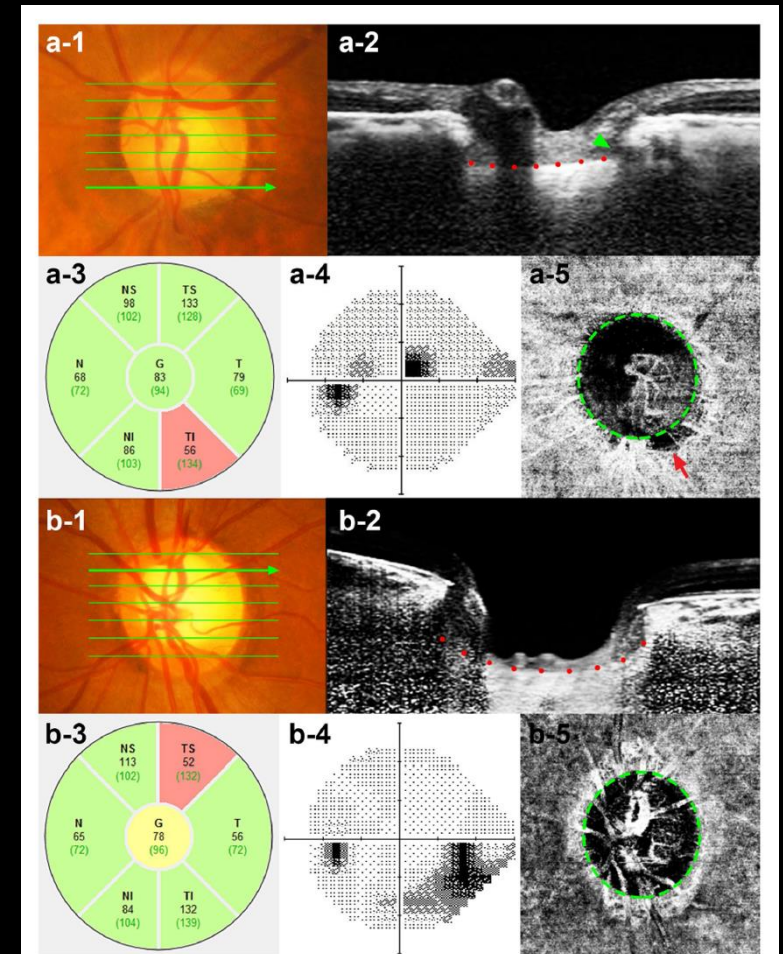 a-1
a-2
a-3
NS
98
(102)
TS
133
(128)
N
68
(72)
G
83
(94)
T
79
(69)
NI
86
(103)
TI
56
(134)
a-4
a-5
b-1
b-2
b-3
NS
113
(102)
TS
52
(132)
N
65
(72)
G
78
(96)
T
56
(72)
NI
84
(104)
TI
132
(139)
b-4
b-5